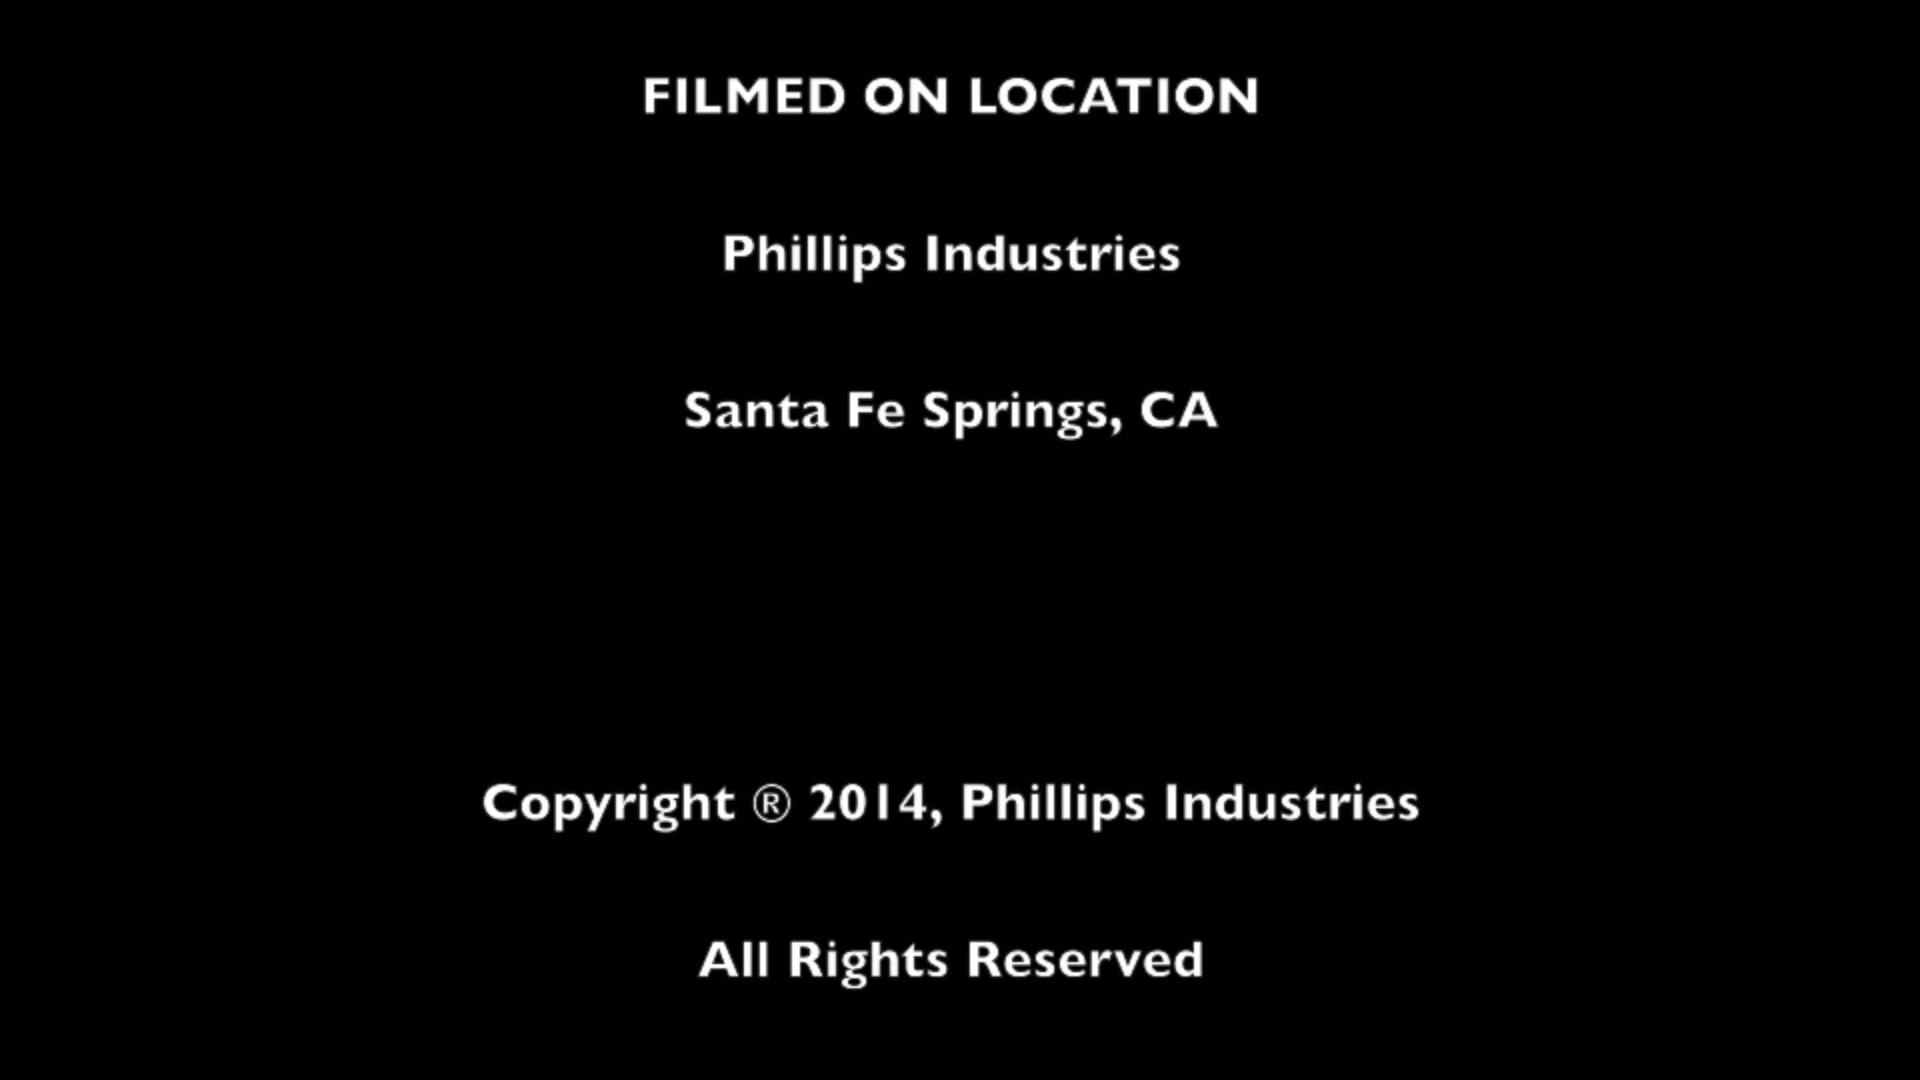 FILMED ON LOCATION
Phillips Industries
Santa Fe Springs, CA
Copyright ® 2014, Phillips Industries
All Rights Reserved